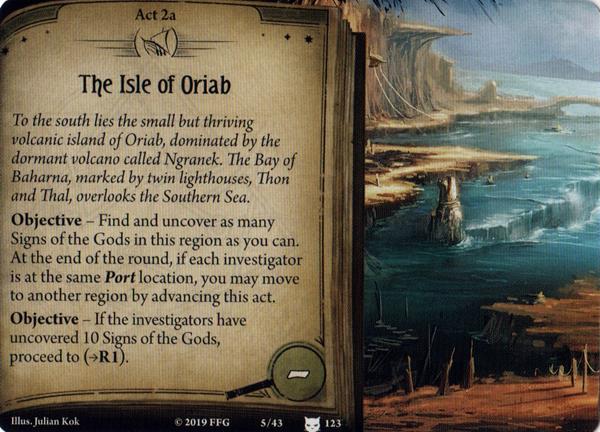 Act 2a
The Isle of Oriab
To the south lies the small but thriving
volcanic island of Oriab, dominated by the
dormant volcano called Ngranek. The Bay of
Baharna, marked by twin lighthouses, Thon
and Thal, overlooks the Southern Sea.
Objective – Find and uncover as many
Signs of the Gods in this region as you can.
At the end of the round, if each investigator
is at the same Port location, you may move
to another region by advancing this act.
Objective – If the investigators have
uncovered 10 Signs of the Gods,
proceed to (→R1).
–
Illus. Julian Kok © 2019 FFG 5/43 123